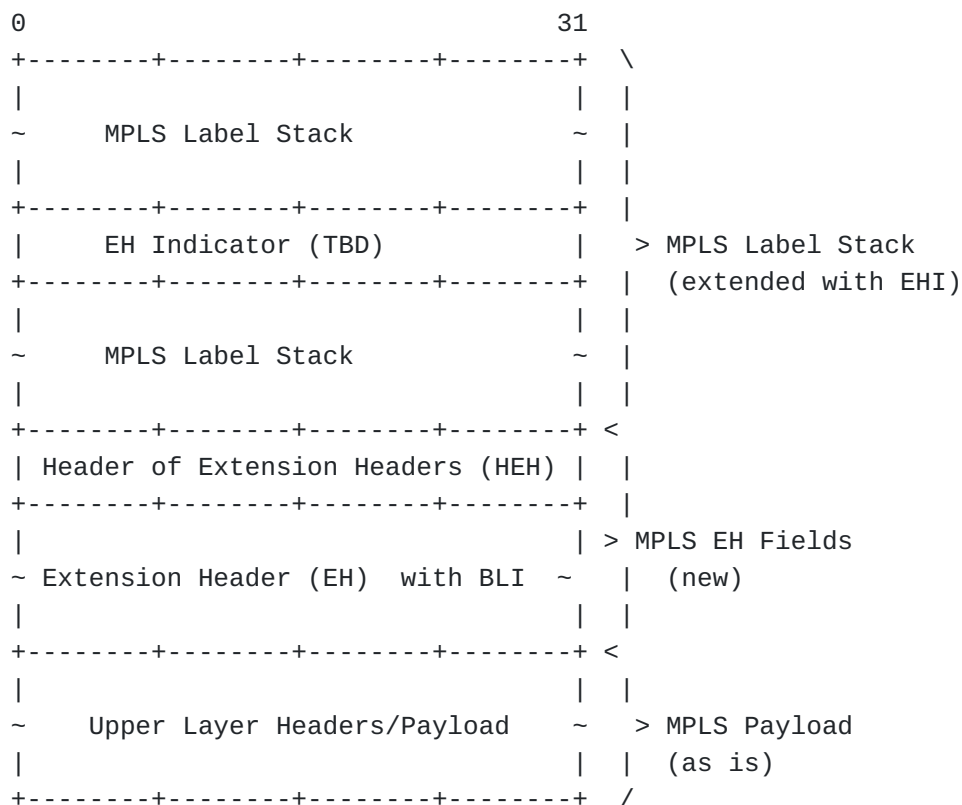 0                                  31
+--------+--------+--------+--------+  \
|                                   |  |
~     MPLS Label Stack              ~  |
|                                   |  |
+--------+--------+--------+--------+  |
|     EH Indicator (TBD)            |   > MPLS Label Stack
+--------+--------+--------+--------+  |  (extended with EHI)
|                                   |  |
~     MPLS Label Stack              ~  |
|                                   |  |
+--------+--------+--------+--------+ <
| Header of Extension Headers (HEH) |  |
+--------+--------+--------+--------+  |
|                                   | > MPLS EH Fields
~ Extension Header (EH)  with BLI  ~   |  (new)
|                                   |  |
+--------+--------+--------+--------+ <
|                                   |  |
~    Upper Layer Headers/Payload    ~   > MPLS Payload
|                                   |  |  (as is)
+--------+--------+--------+--------+  /